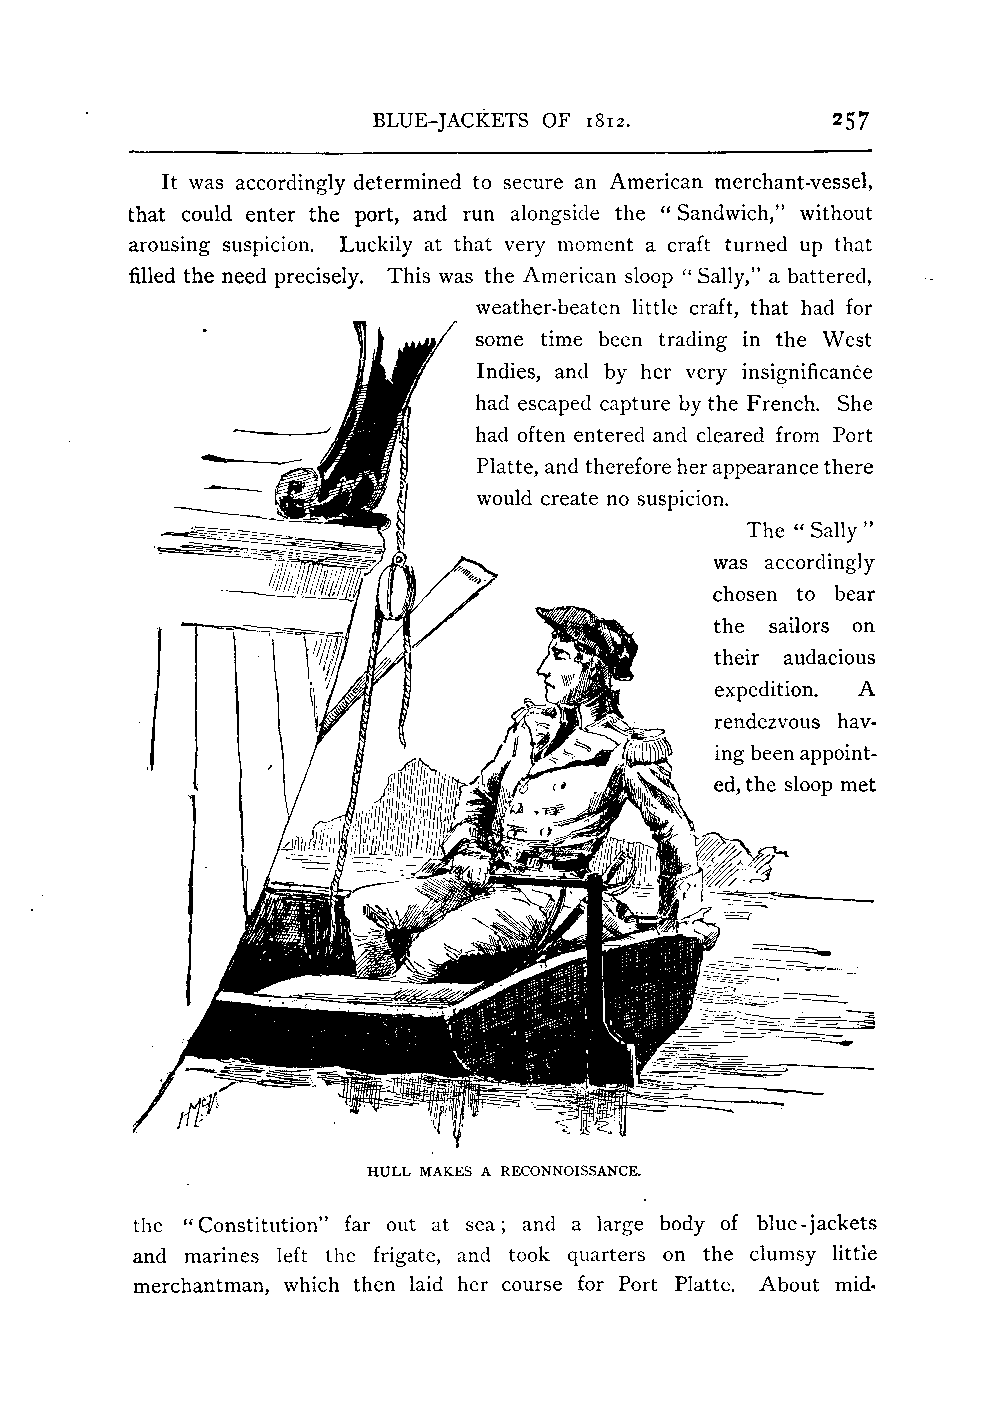 BLUE-JACKETS OF 1812. 257
It was accordingly determined to secure an American merchant-vessel,
that could enter the port, and run alongside the “Sandwich,” without
arousing suspicion. Luckily at that very moment a craft turned up that
filled the need precisely. This was the American sloop “Sally,” a battered,
weather-beaten little craft, that had for
some time been trading in the West
Indies, and by her very insignificance
had escaped capture by the French. She
had often entered and cleared from Port
Platte, and therefore her appearance there
would create no suspicion.
The “Sally”
was accordingly
chosen to bear
the sailors on
their audacious
expedition. A
rendezvous hav-
ing been appoint-
ed, the sloop met
HULL MAKES A RECONNOISSANCE.
the “Constitution” far out at sea; and a large body of blue-jackets
and marines left the frigate, and took quarters on the clumsy little
merchantman, which then laid her course for Port Platte. About mid-